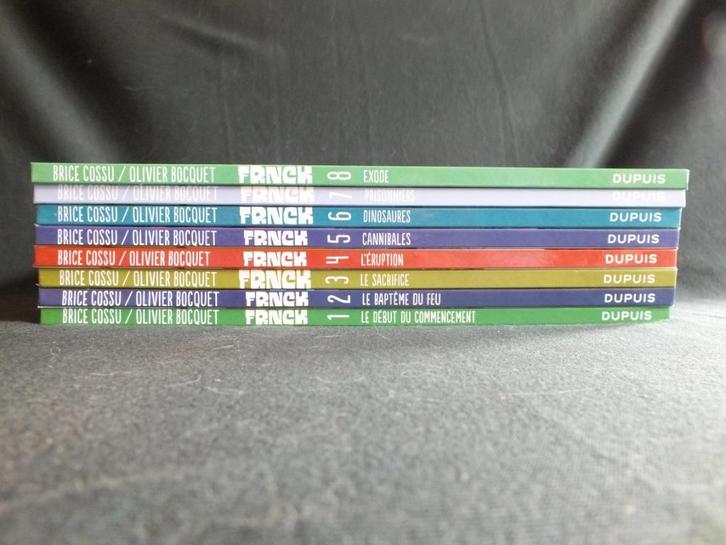 BRICE COSSU / OLIVIER BOCQUET FRNCK 8 EXODE DUPUIS
BRICE COSSU / OLIVIER BOCQUET FRNCK 7 PRISONNIERS DUPUIS
BRICE COSSU / OLIVIER BOCQUET FRNCK 6 DINOSAURES DUPUIS
BRICE COSSU / OLIVIER BOCQUET FRNCK 5 CANNIBALES DUPUIS
BRICE COSSU / OLIVIER BOCQUET FRNCK 4 L'ÉRUPTION DUPUIS
BRICE COSSU / OLIVIER BOCQUET FRNCK 3 LE SACRIFICE DUPUIS
BRICE COSSU / OLIVIER BOCQUET FRNCK 2 LE BAPTÊME DU FEU DUPUIS
BRICE COSSU / OLIVIER BOCQUET FRNCK 1 LE DÉBUT DU COMMENCEMENT DUPUIS